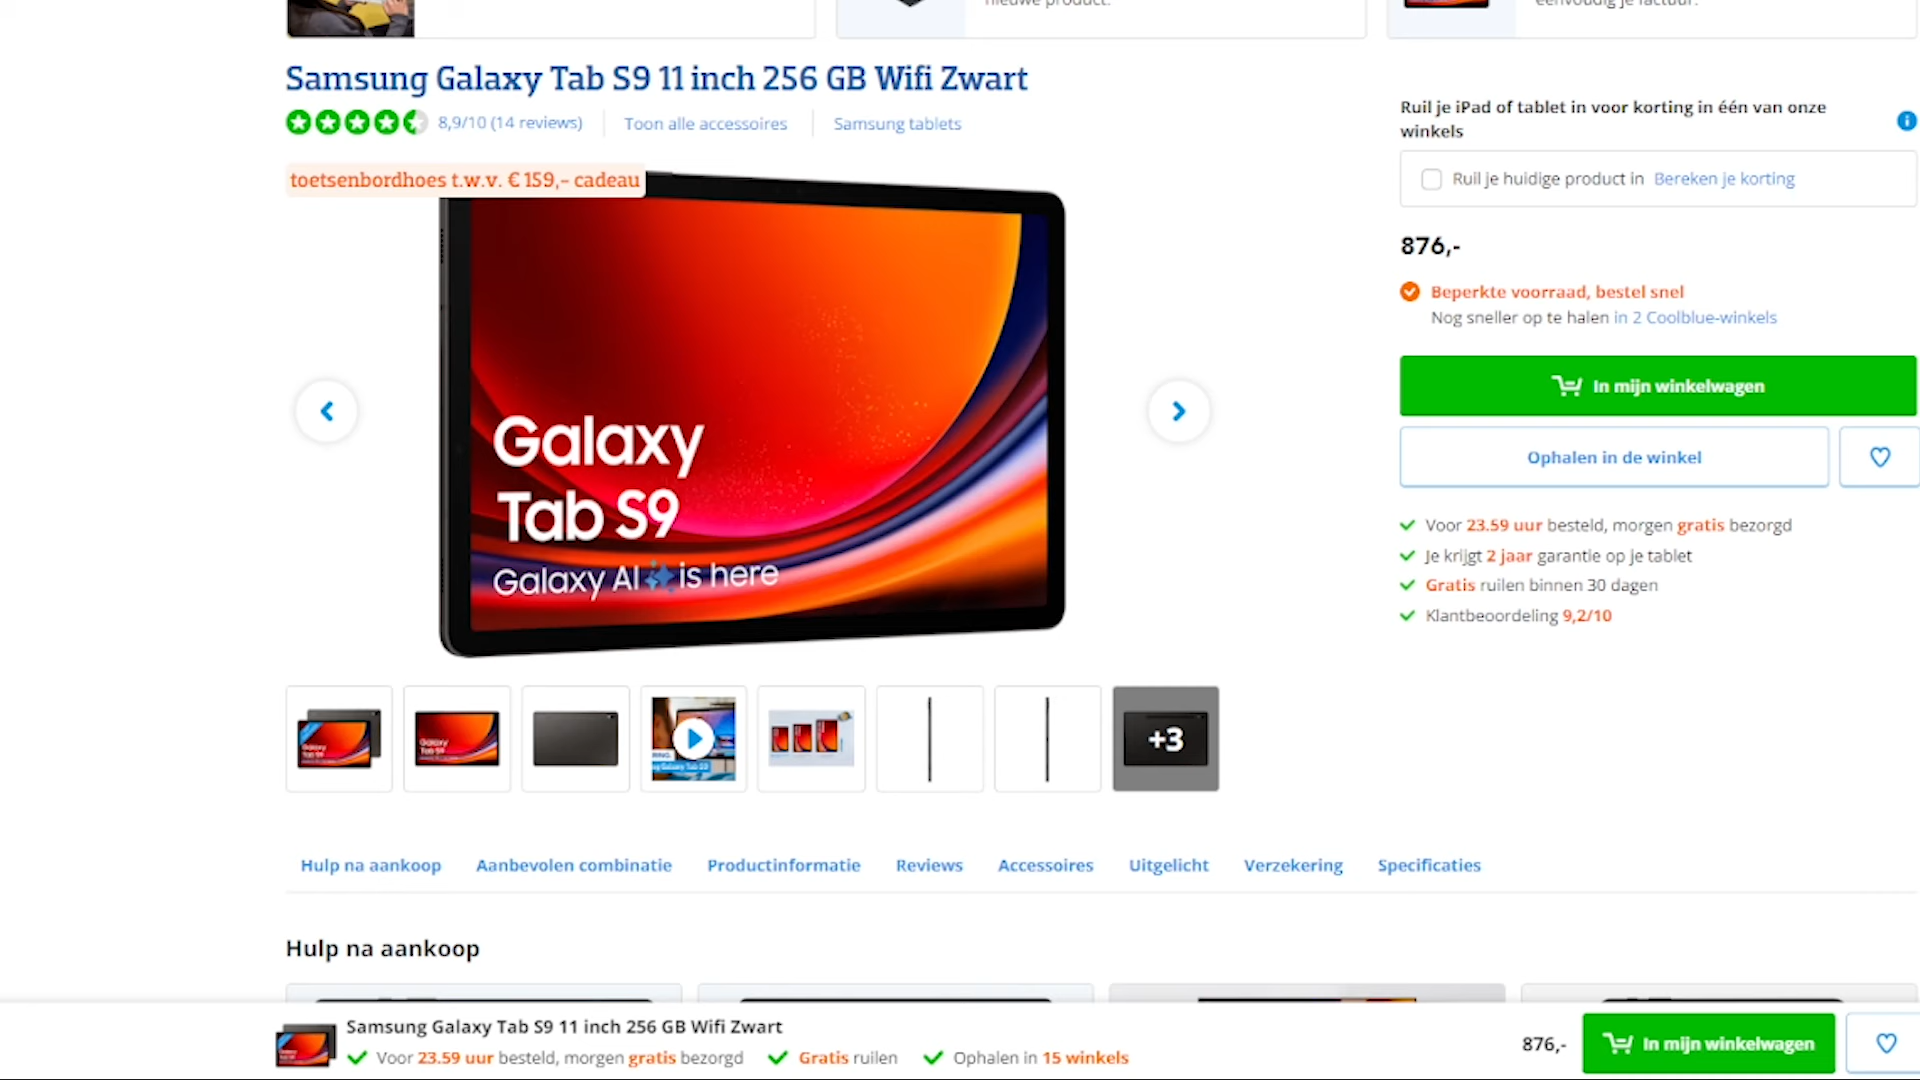 nieuwe product.
eenvoudig je factuur.
Samsung Galaxy Tab S9 11 inch 256 GB Wifi Zwart
8,9/10 (14 reviews)
Toon alle accessoires
Samsung tablets
toetsenbordhoes t.w.v. € 159,- cadeau
Galaxy
Tab S9
Galaxy AI is here
+3
Ruil je iPad of tablet in voor korting in één van onze
winkels
Ruil je huidige product in Bereken je korting
876,-
Beperkte voorraad, bestel snel
Nog sneller op te halen in 2 Coolblue-winkels
In mijn winkelwagen
Ophalen in de winkel
Voor 23.59 uur besteld, morgen gratis bezorgd
Je krijgt 2 jaar garantie op je tablet
Gratis ruilen binnen 30 dagen
Klantbeoordeling 9,2/10
Hulp na aankoop
Aanbevolen combinatie
Productinformatie
Reviews
Accessoires
Uitgelicht
Verzekering
Specificaties
Hulp na aankoop
Samsung Galaxy Tab S9 11 inch 256 GB Wifi Zwart
Voor 23.59 uur besteld, morgen gratis bezorgd
Gratis ruilen
Ophalen in 15 winkels
876,-
In mijn winkelwagen